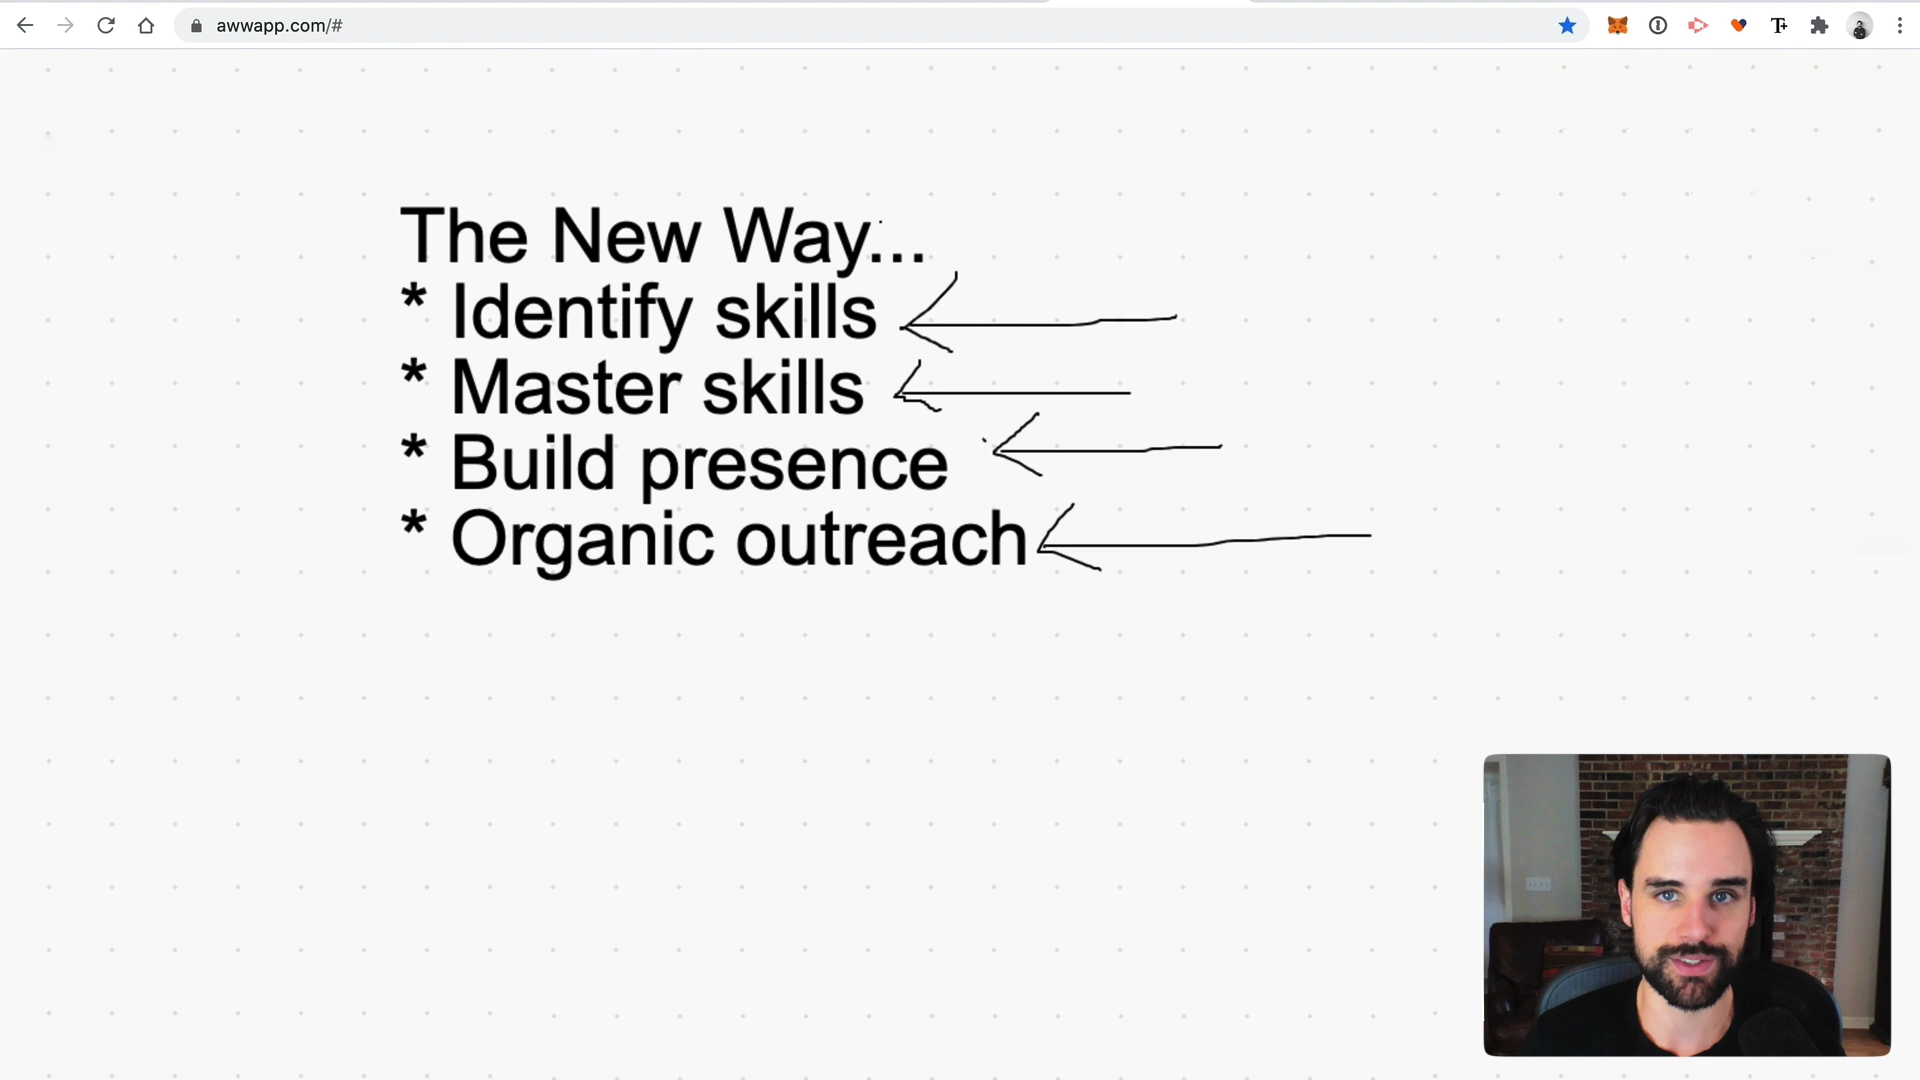 awwapp.com/#
The New Way...
* Identify skills
* Master skills
* Build presence
* Organic outreach